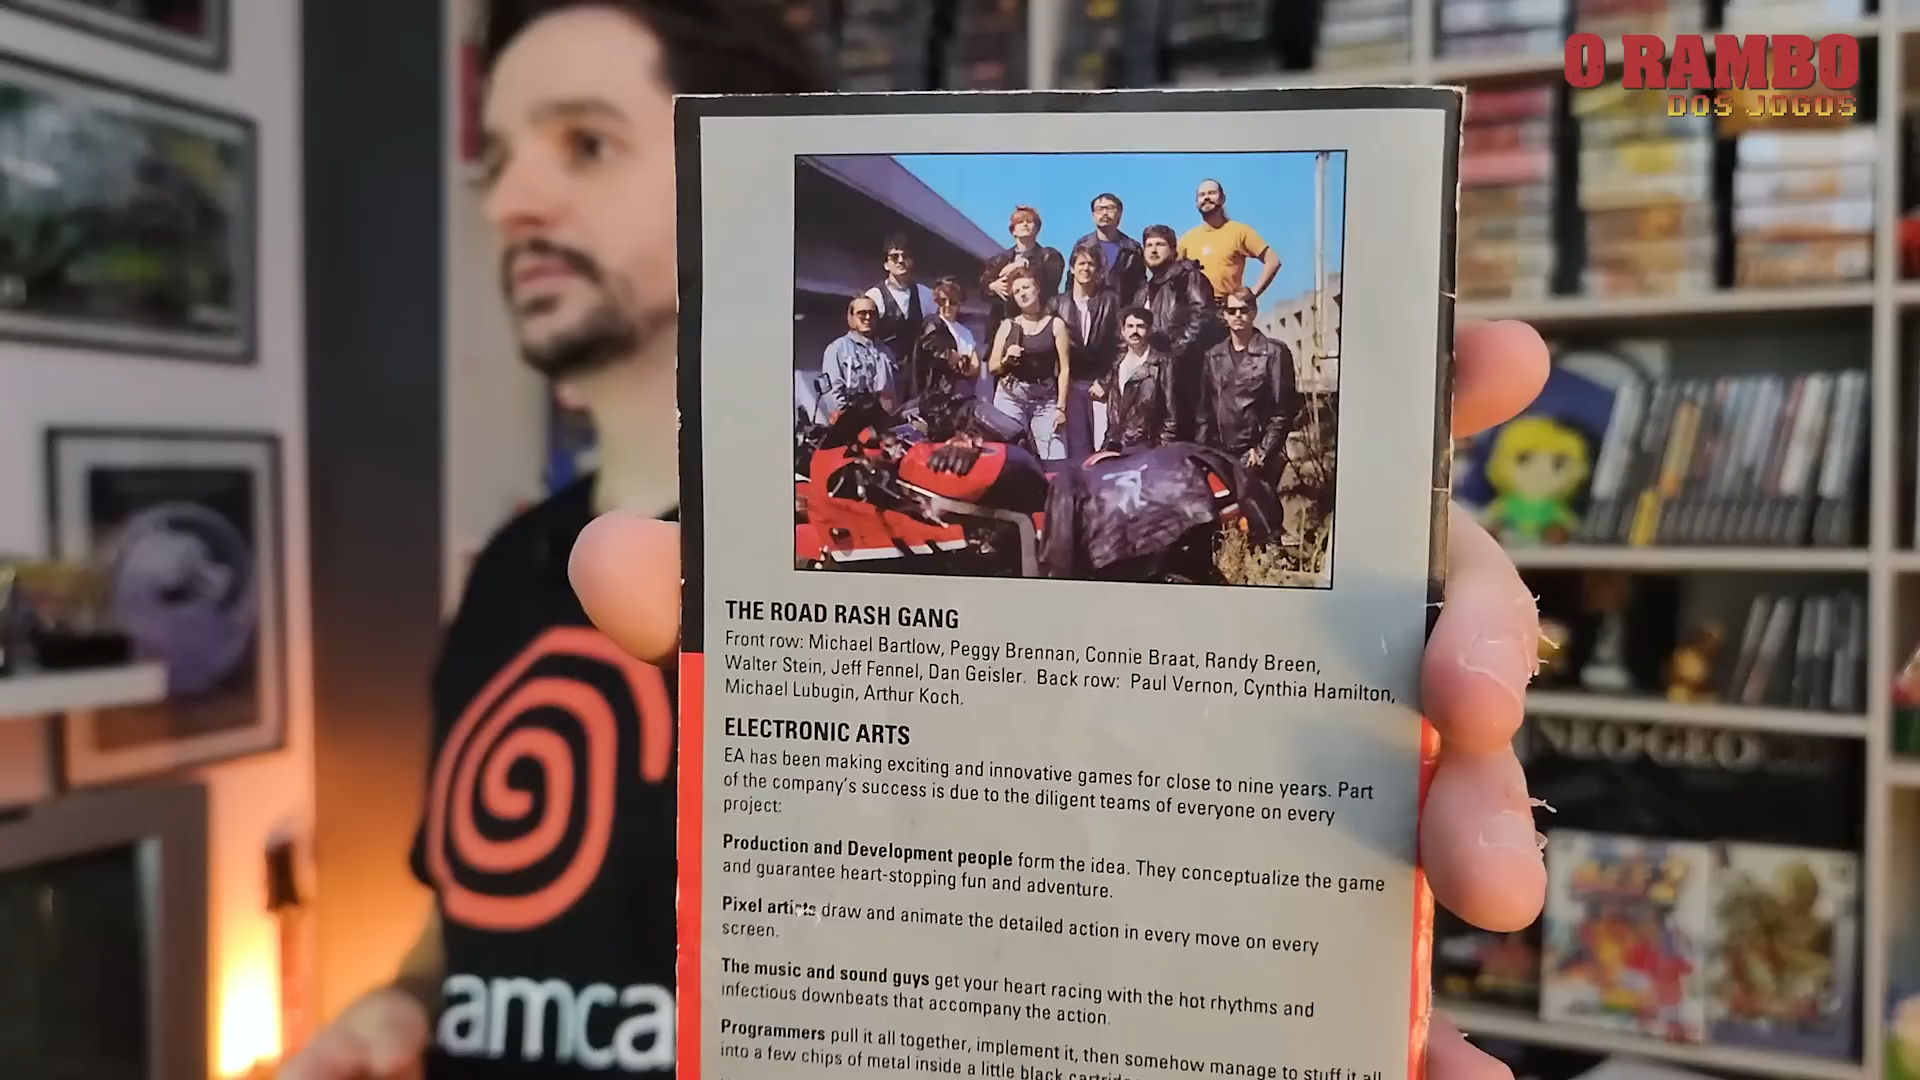 O RAMBO
DOS JOGOS
THE ROAD RASH GANG
Front row: Michael Bartlow, Peggy Brennan, Connie Braat, Randy Breen,
Walter Stein, Jeff Fennel, Dan Geisler. Back row: Paul Vernon, Cynthia Hamilton,
Michael Lubugin, Arthur Koch.
ELECTRONIC ARTS
EA has been making exciting and innovative games for close to nine years. Part
of the company's success is due to the diligent teams of everyone on every
project:
Production and Development people form the idea. They conceptualize the game
and guarantee heart-stopping fun and adventure.
Pixel artists draw and animate the detailed action in every move on every
screen.
The music and sound guys get your heart racing with the hot rhythms and
infectious downbeats that accompany the action.
Programmers pull it all together, implement it, then somehow manage to stuff it all
into a few chips of metal inside a little black
amca
NEO·GEO